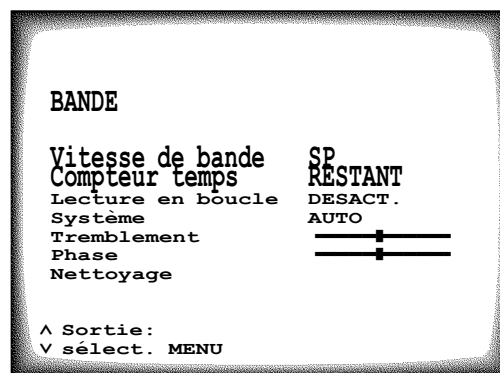 BANDE
Vitesse de bande SP
Compteur temps RESTANT
Lecture en boucle DESACT.
Système AUTO
Tremblement
Phase
Nettoyage
∧ Sortie:
∨ sélect. MENU